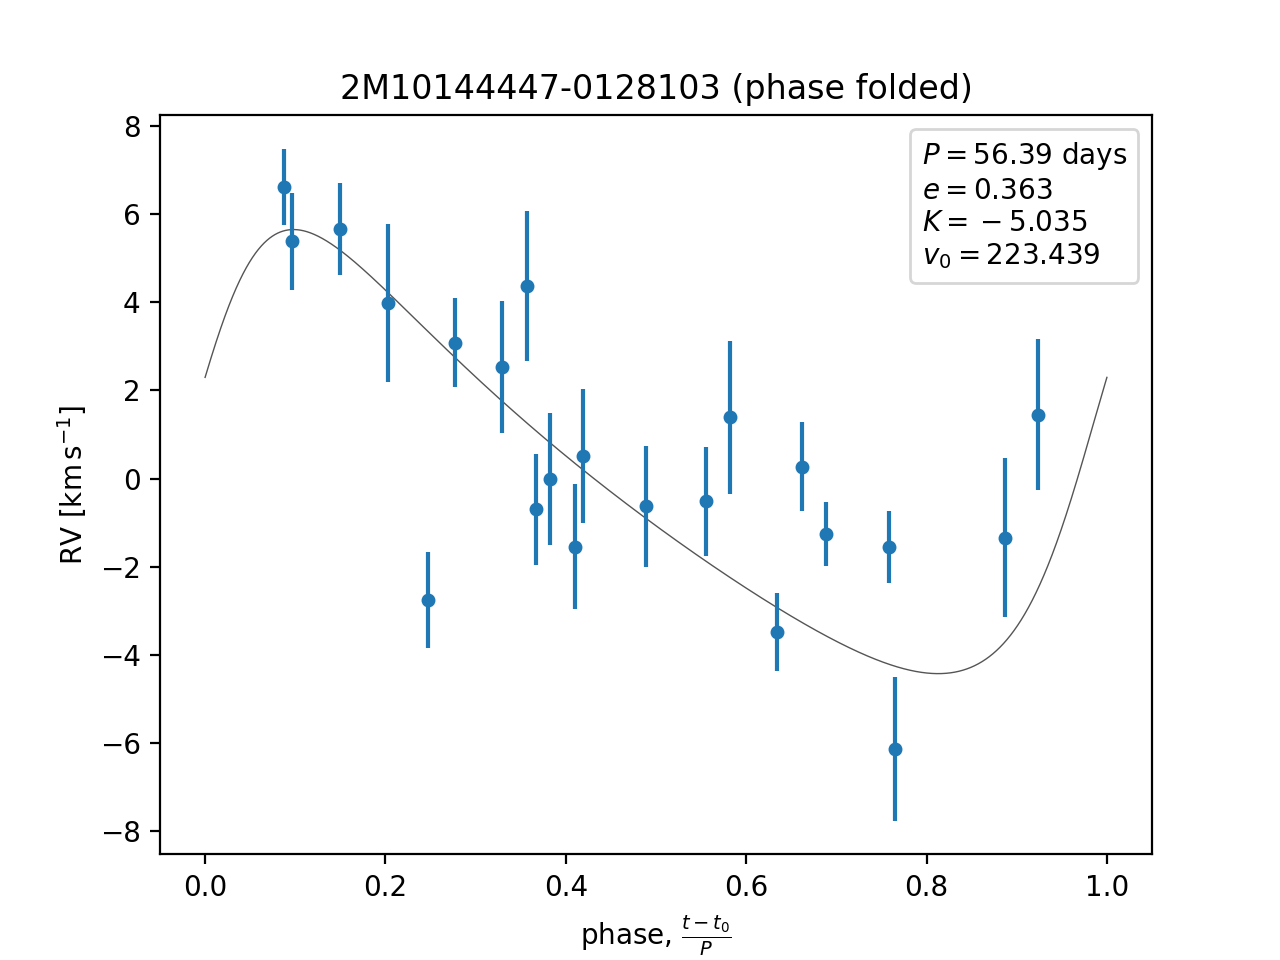 2M10144447-0128103 (phase folded)
P = 56.39 days
e = 0.363
K = −5.035
v₀ = 223.439
8
6
4
2
0
−2
−4
−6
−8
RV [km s⁻¹]
0.0 0.2 0.4 0.6 0.8 1.0
phase, (t − t₀)/P